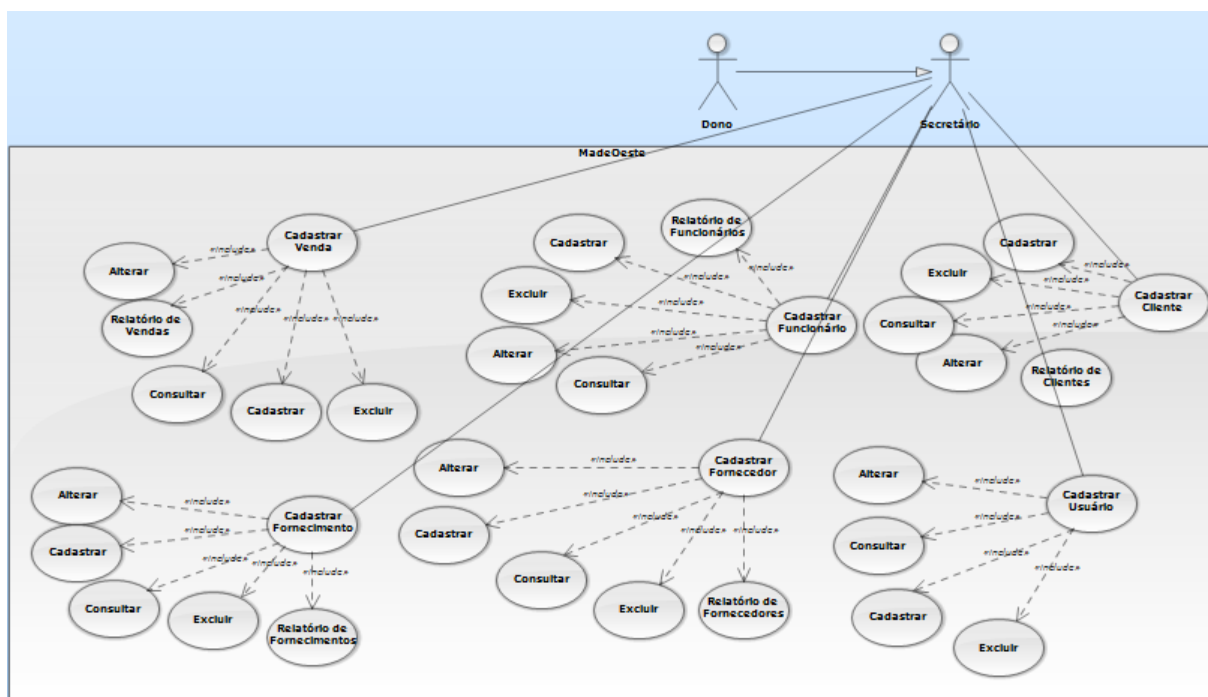 Dono
Secretário
MadeOeste
Cadastrar
Venda
«include»
Alterar
«include»
Relatório de
Vendas
«include»
«include»
«include»
Consultar
Cadastrar
Excluir
Relatório de
Funcionários
Cadastrar
«include»
«include»
Excluir
«include»
Cadastrar
Funcionário
Alterar
«include»
«include»
Consultar
Cadastrar
«include»
Excluir
«include»
Cadastrar
Cliente
Consultar
«include»
«include»
Alterar
Relatório de
Clientes
Alterar
«include»
Cadastrar
Fornecimento
Cadastrar
«include»
«include»
«include»
«include»
Consultar
Excluir
Relatório de
Fornecimentos
Alterar
«include»
Cadastrar
Fornecedor
Cadastrar
«include»
«include»
«include»
«include»
Consultar
Excluir
Relatório de
Fornecedores
Alterar
«include»
Cadastrar
Usuário
Consultar
«include»
«include»
«include»
Cadastrar
Excluir